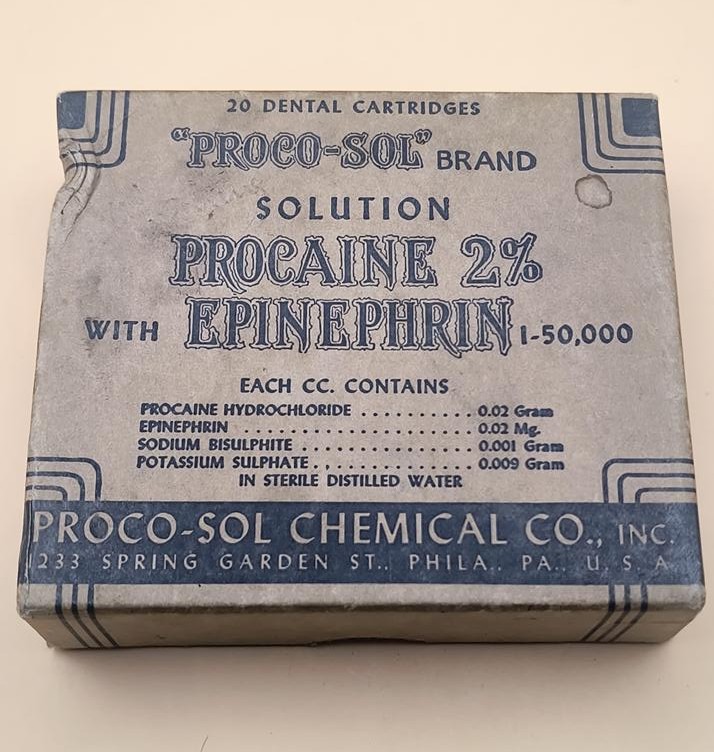 20 DENTAL CARTRIDGES
"PROCO-SOL" BRAND
SOLUTION
PROCAINE 2%
WITH EPINEPHRIN 1-50,000
EACH CC. CONTAINS
PROCAINE HYDROCHLORIDE .......... 0.02 Gram
EPINEPHRIN ..................... 0.02 Mg.
SODIUM BISULPHITE ............... 0.001 Gram
POTASSIUM SULPHATE .............. 0.009 Gram
IN STERILE DISTILLED WATER
PROCO-SOL CHEMICAL CO., INC.
1233 SPRING GARDEN ST., PHILA., PA., U. S. A.